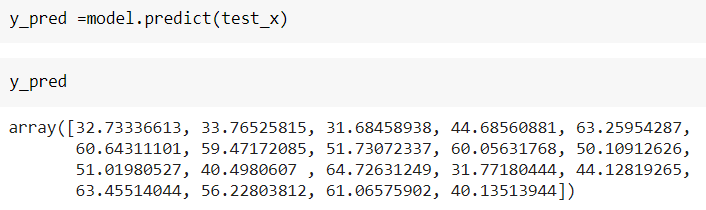 y_pred =model.predict(test_x)
y_pred
array([32.73336613, 33.76525815, 31.68458938, 44.68560881, 63.25954287,
60.64311101, 59.47172085, 51.73072337, 60.05631768, 50.10912626,
51.01980527, 40.4980607 , 64.72631249, 31.77180444, 44.12819265,
63.45514044, 56.22803812, 61.06575902, 40.13513944])